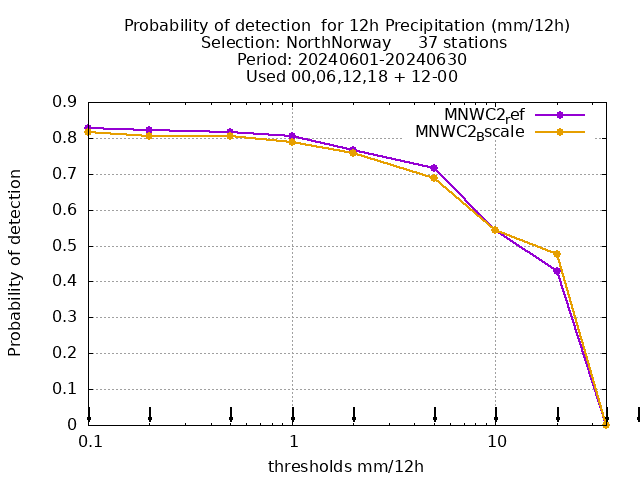 Probability of detection  for 12h Precipitation (mm/12h)
Selection: NorthNorway     37 stations
Period: 20240601-20240630
Used 00,06,12,18 + 12-00
MNWC2ref
MNWC2Bscale
Probability of detection
0.9
0.8
0.7
0.6
0.5
0.4
0.3
0.2
0.1
0
0.1 1 10
thresholds mm/12h